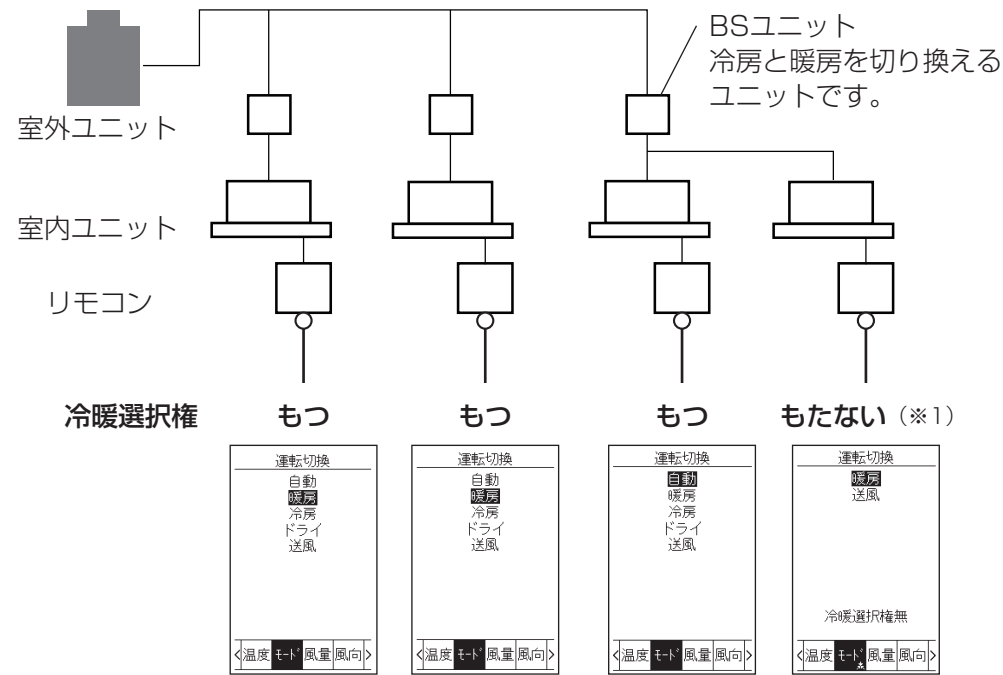 BSユニット
冷房と暖房を切り換える
ユニットです。
室外ユニット
室内ユニット
リモコン
冷暖選択権 もつ もつ もつ もたない（※1）
運転切換
自動
暖房
冷房
ドライ
送風
<温度 モード 風量 風向>
運転切換
自動
暖房
冷房
ドライ
送風
<温度 モード 風量 風向>
運転切換
自動
暖房
冷房
ドライ
送風
<温度 モード 風量 風向>
運転切換
暖房
送風
冷暖選択権無
<温度 モード 風量 風向>